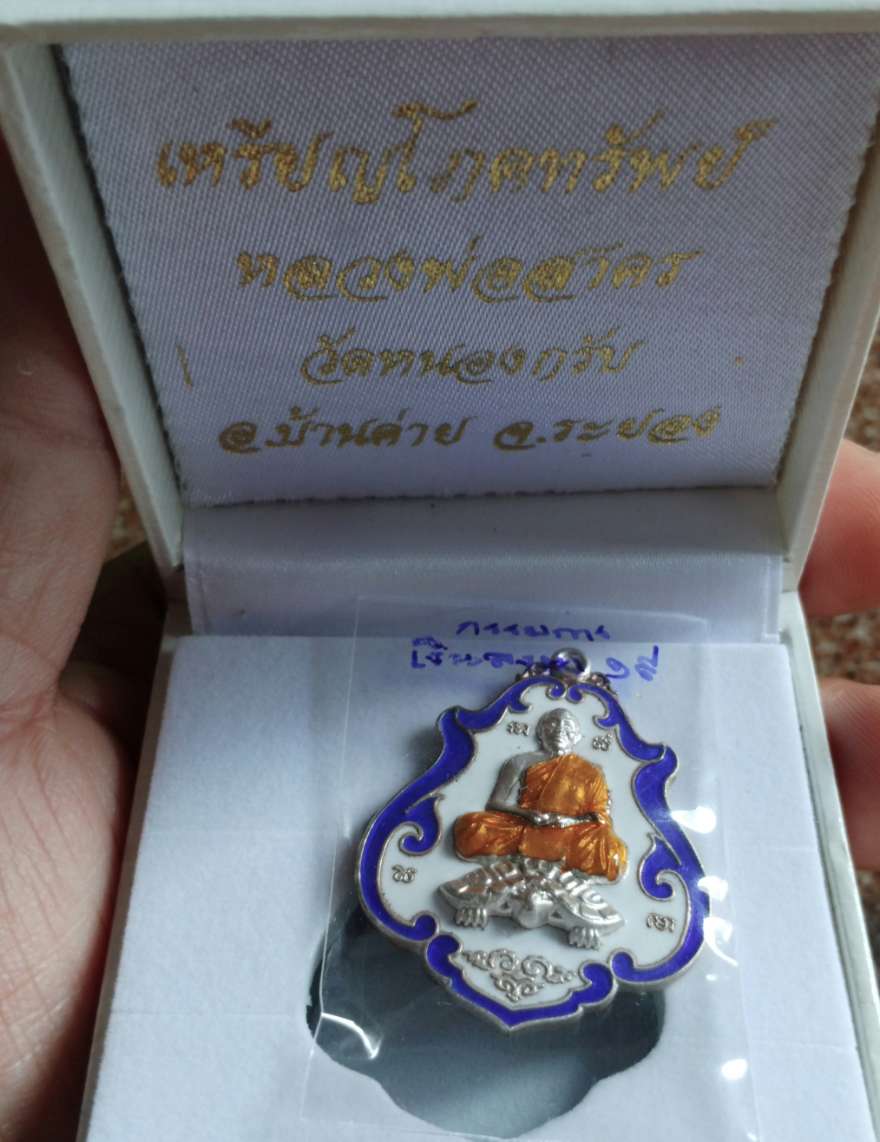 เหรียญโภคทรัพย์
หลวงพ่อสาคร
วัดหนองกรับ
อ.บ้านค่าย จ.ระยอง
กรรมการ